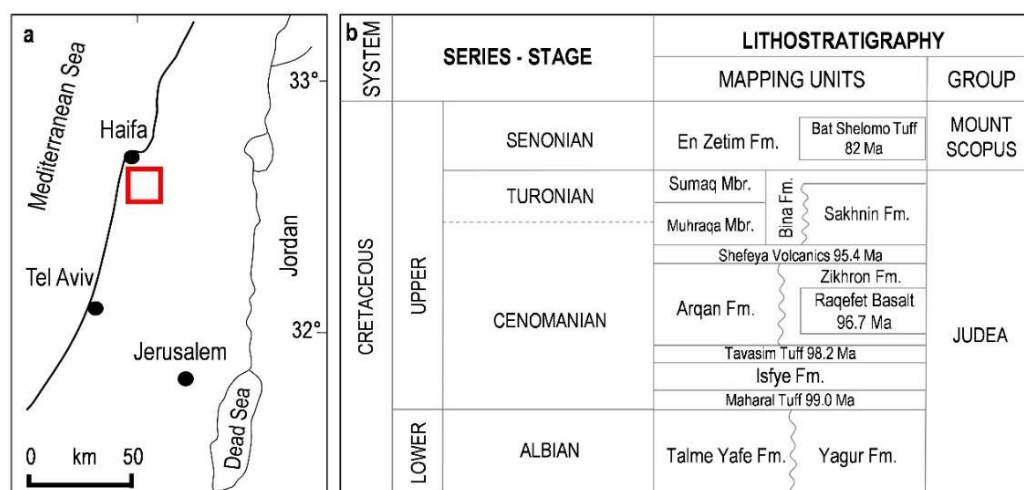 a
Mediterranean Sea
Haifa
33°
Tel Aviv
Jordan
32°
Jerusalem
Dead Sea
0 km 50
b
SYSTEM
SERIES - STAGE
LITHOSTRATIGRAPHY
MAPPING UNITS
GROUP
CRETACEOUS
UPPER
SENONIAN
En Zetim Fm.
Bat Shelomo Tuff
82 Ma
MOUNT
SCOPUS
TURONIAN
Sumaq Mbr.
Muhraqa Mbr.
Bina Fm.
Sakhnin Fm.
CENOMANIAN
Shefeya Volcanics 95.4 Ma
Arqan Fm.
Zikhron Fm.
Raqefet Basalt
96.7 Ma
Tavasim Tuff 98.2 Ma
Isfye Fm.
Maharal Tuff 99.0 Ma
JUDEA
LOWER
ALBIAN
Talme Yafe Fm.
Yagur Fm.